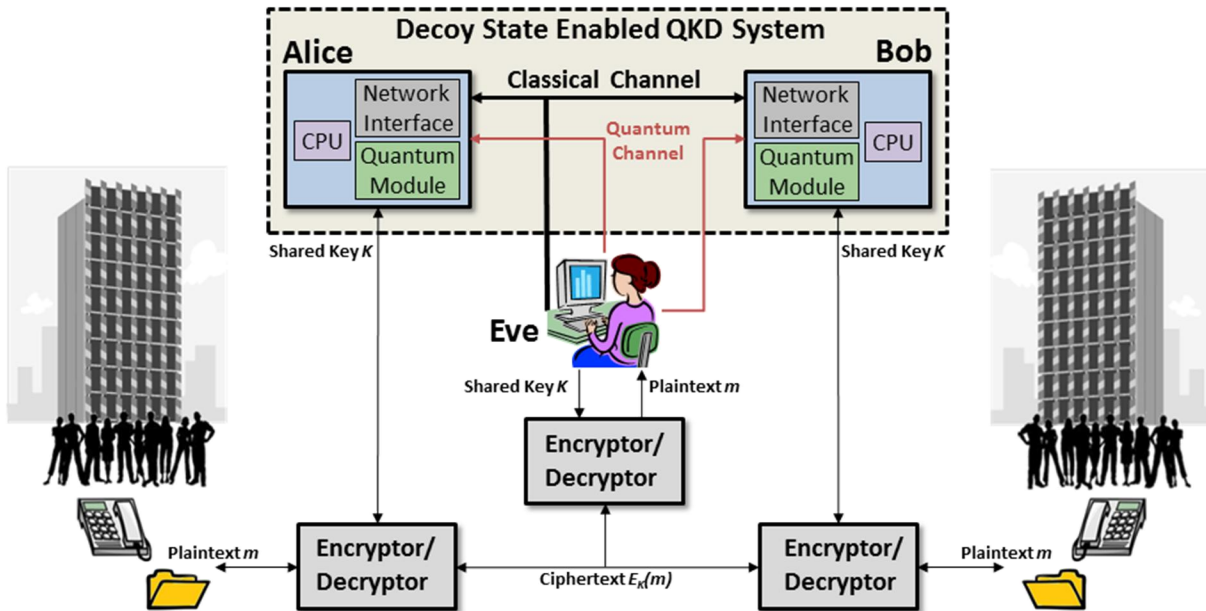 Decoy State Enabled QKD System
Alice
Bob
Classical Channel
Network
Interface
CPU
Quantum
Module
Quantum
Channel
Network
Interface
CPU
Quantum
Module
Shared Key K
Shared Key K
Eve
Shared Key K
Plaintext m
Encryptor/
Decryptor
Plaintext m
Encryptor/
Decryptor
Ciphertext EK(m)
Encryptor/
Decryptor
Plaintext m